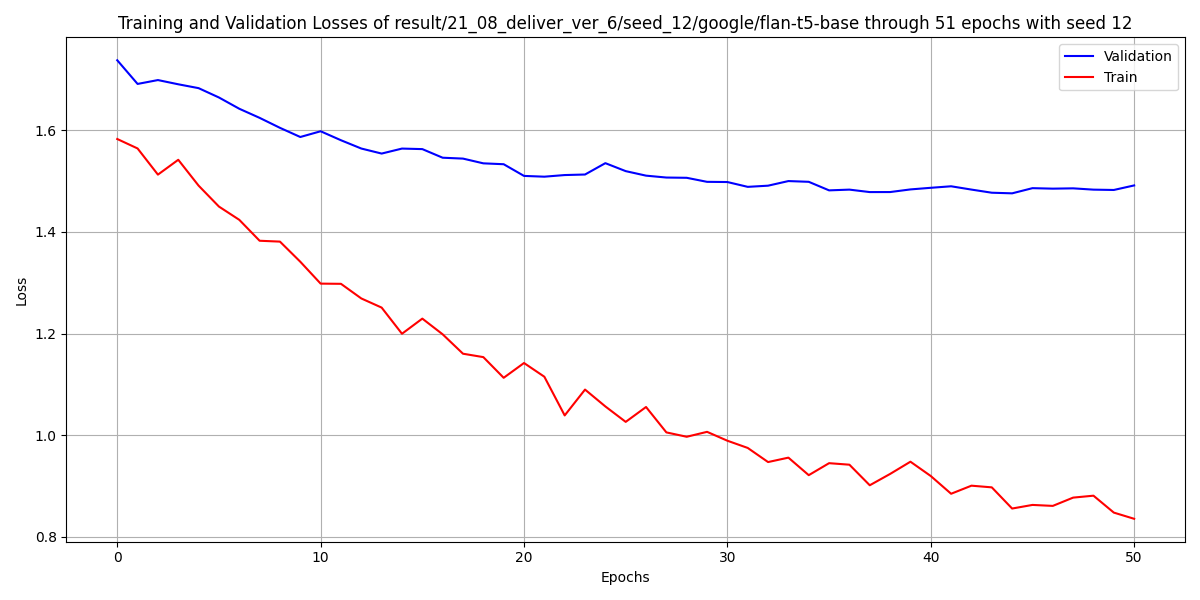 Training and Validation Losses of result/21_08_deliver_ver_6/seed_12/google/flan-t5-base through 51 epochs with seed 12
Validation
Train
Loss
1.6
1.4
1.2
1.0
0.8
0 10 20 30 40 50
Epochs